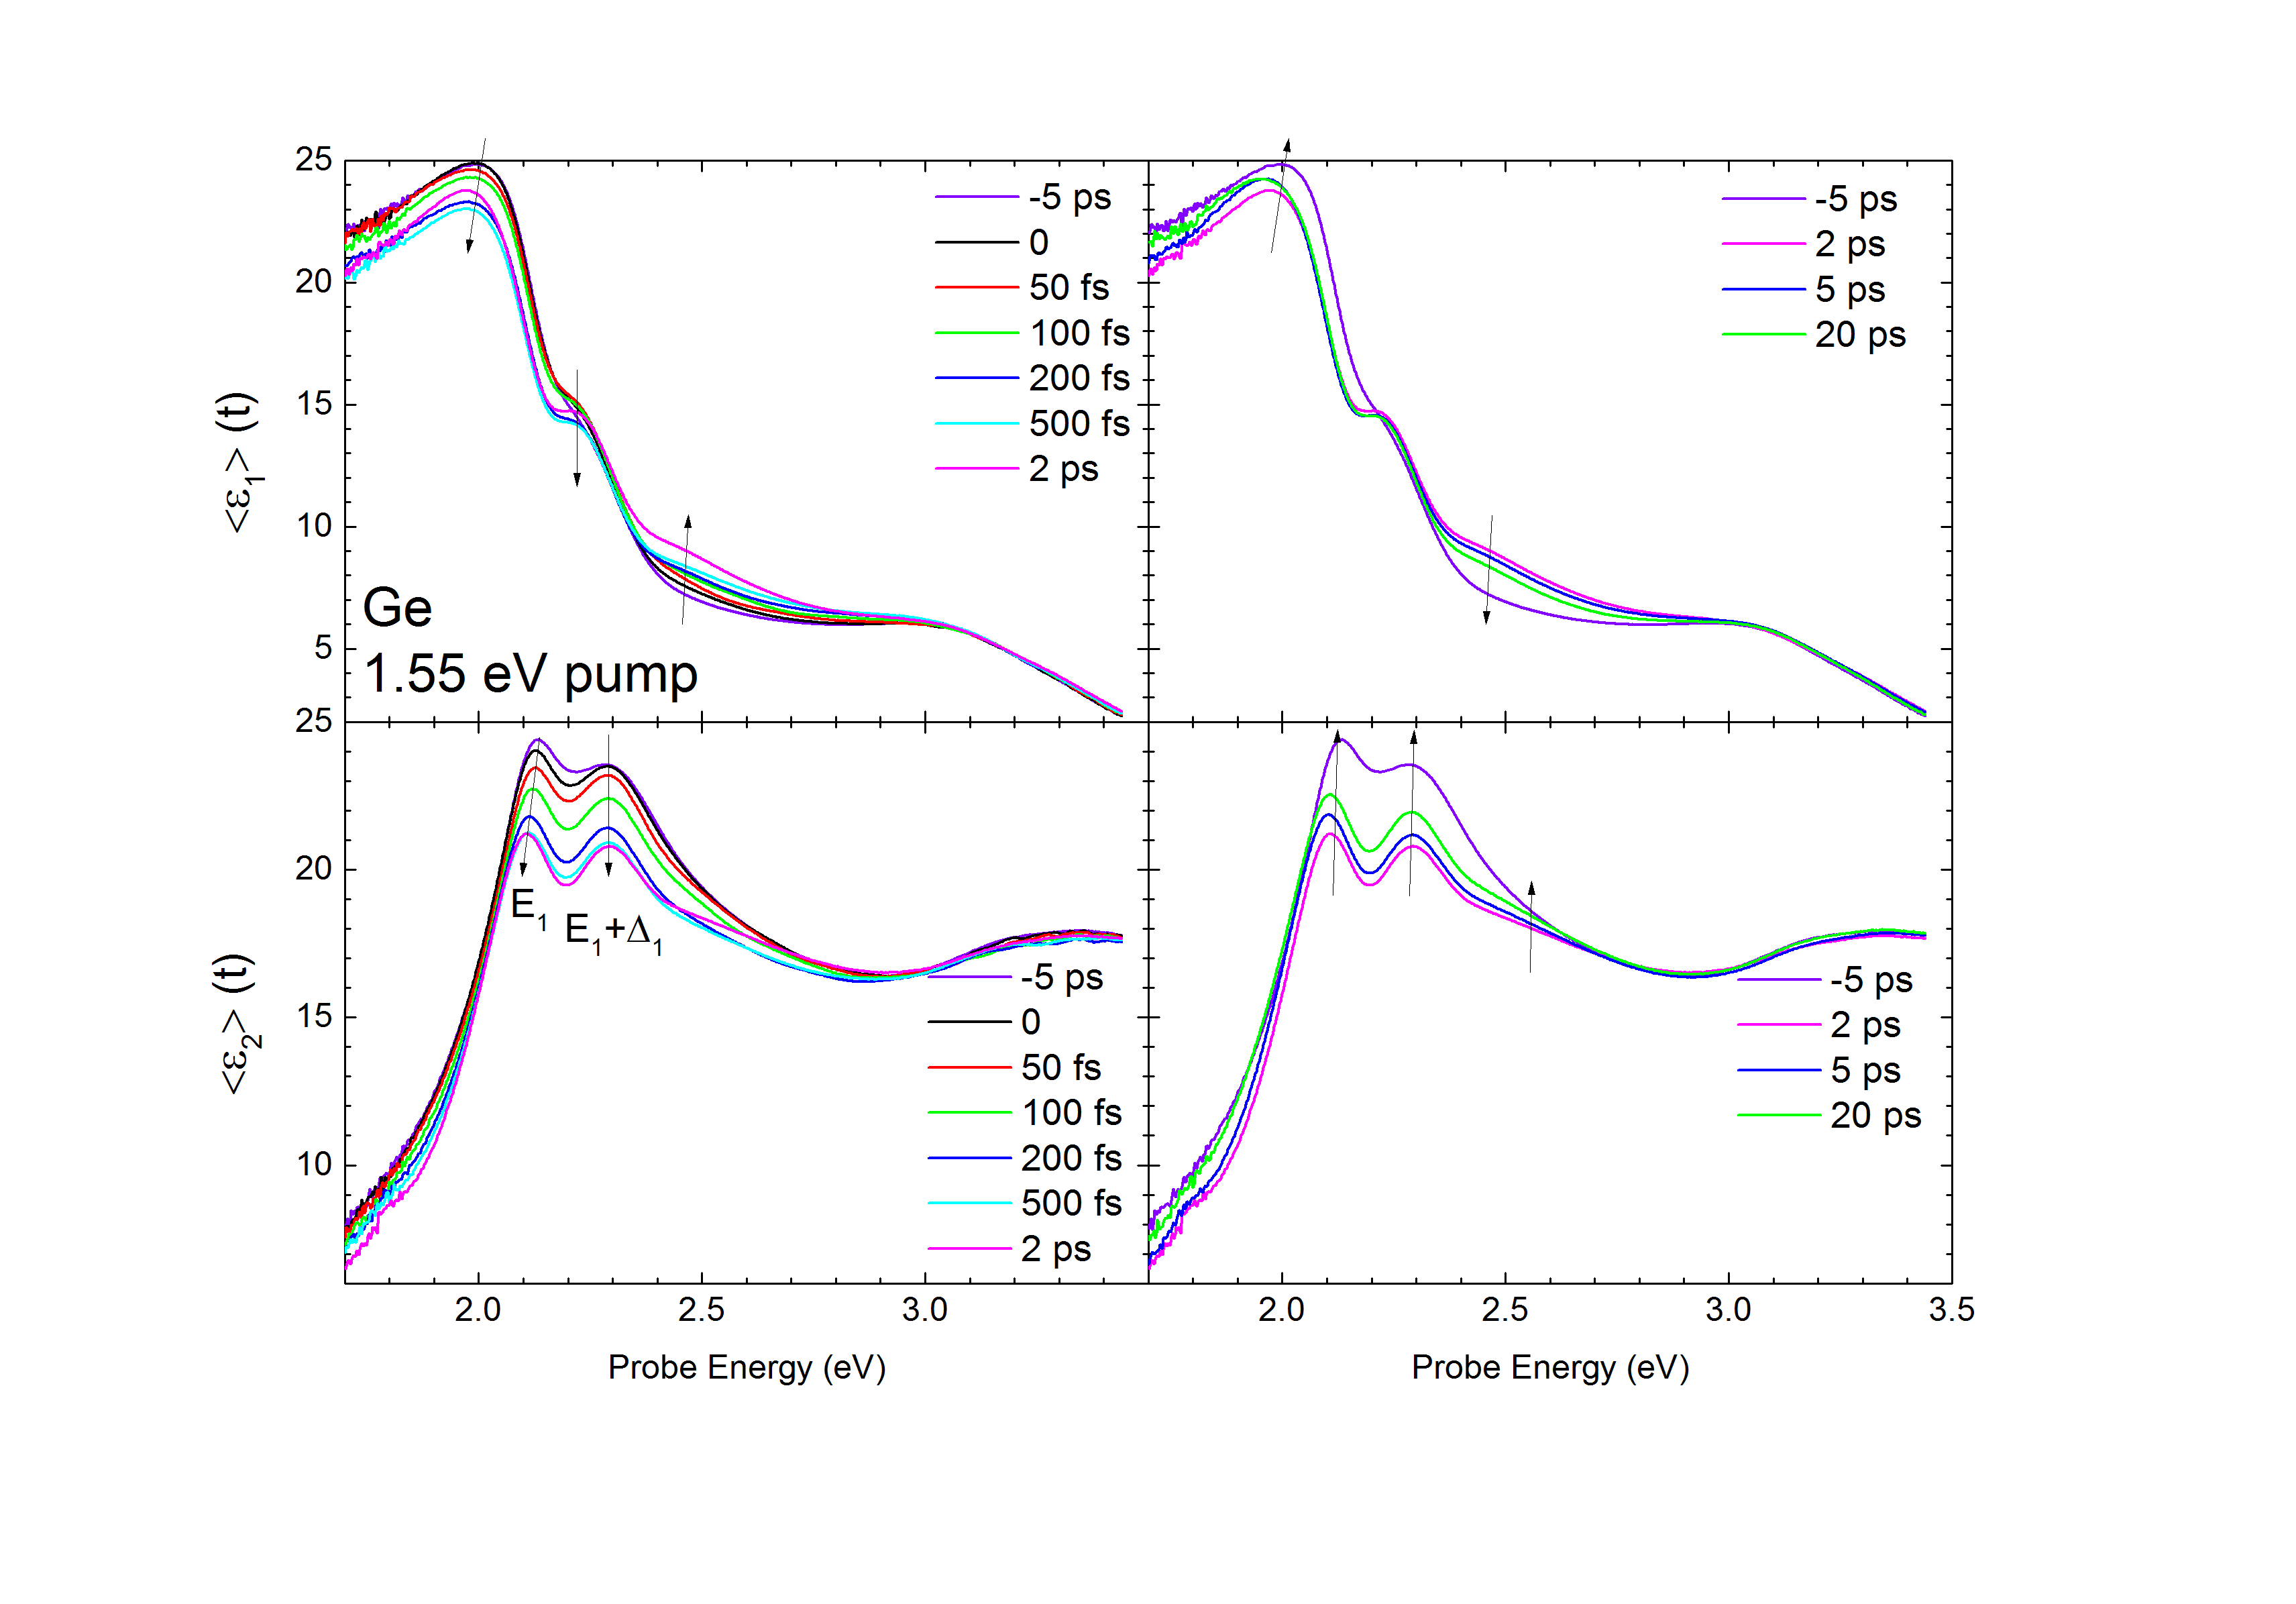 25
20
15
10
5
<ε₁> (t)
-5 ps
0
50 fs
100 fs
200 fs
500 fs
2 ps
Ge
1.55 eV pump
-5 ps
2 ps
5 ps
20 ps
25
20
15
10
<ε₂> (t)
E₁
E₁+Δ₁
-5 ps
0
50 fs
100 fs
200 fs
500 fs
2 ps
-5 ps
2 ps
5 ps
20 ps
2.0 2.5 3.0
2.0 2.5 3.0 3.5
Probe Energy (eV)
Probe Energy (eV)